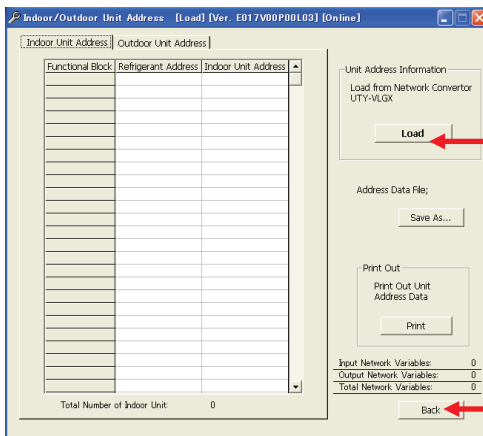 Indoor/Outdoor Unit Address [Load] [Ver. E017V00P00L03] [Online]
Indoor Unit Address Outdoor Unit Address
Functional Block Refrigerant Address Indoor Unit Address
Total Number of Indoor Unit: 0
Unit Address Information
Load from Network Convertor
UTY-VLGX
Load
Address Data File;
Save As...
Print Out
Print Out Unit
Address Data
Print
Input Network Variables: 0
Output Network Variables: 0
Total Network Variables: 0
Back